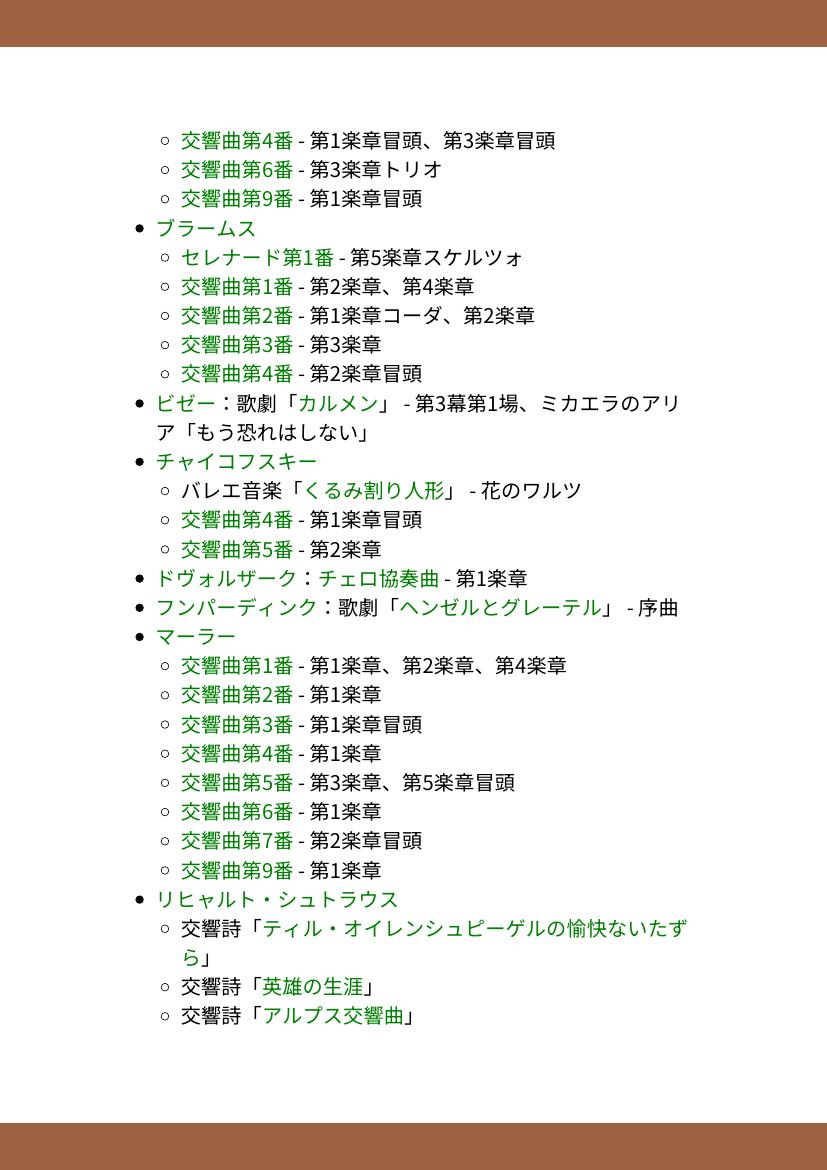 交響曲第4番 - 第1楽章冒頭、第3楽章冒頭
交響曲第6番 - 第3楽章トリオ
交響曲第9番 - 第1楽章冒頭
ブラームス
セレナード第1番 - 第5楽章スケルツォ
交響曲第1番 - 第2楽章、第4楽章
交響曲第2番 - 第1楽章コーダ、第2楽章
交響曲第3番 - 第3楽章
交響曲第4番 - 第2楽章冒頭
ビゼー：歌劇「カルメン」 - 第3幕第1場、ミカエラのアリ
ア「もう恐れはしない」
チャイコフスキー
バレエ音楽「くるみ割り人形」 - 花のワルツ
交響曲第4番 - 第1楽章冒頭
交響曲第5番 - 第2楽章
ドヴォルザーク：チェロ協奏曲 - 第1楽章
フンパーディンク：歌劇「ヘンゼルとグレーテル」 - 序曲
マーラー
交響曲第1番 - 第1楽章、第2楽章、第4楽章
交響曲第2番 - 第1楽章
交響曲第3番 - 第1楽章冒頭
交響曲第4番 - 第1楽章
交響曲第5番 - 第3楽章、第5楽章冒頭
交響曲第6番 - 第1楽章
交響曲第7番 - 第2楽章冒頭
交響曲第9番 - 第1楽章
リヒャルト・シュトラウス
交響詩「ティル・オイレンシュピーゲルの愉快ないたず
ら」
交響詩「英雄の生涯」
交響詩「アルプス交響曲」